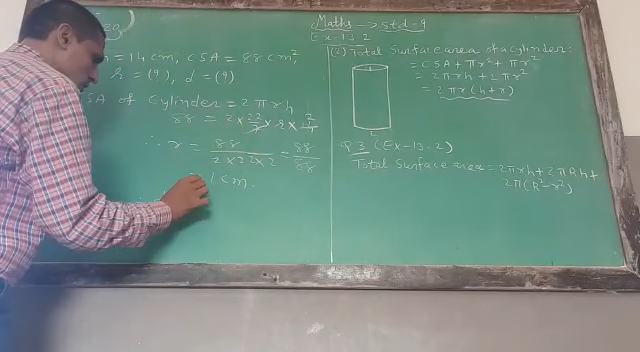 Maths → Std-9
Ex-13.2
h = 14 cm, CSA = 88 cm²,
r = (?), d = (?)
SA of Cylinder = 2πrh
88 = 2×22/7×r×14
∴ r = 88/2×22×2 = 88/88
1 cm.
(2) Total Surface area of a cylinder:
= CSA + πr² + πr²
= 2πrh + 2πr²
= 2πr(h+r)
Q 3 (Ex-13.2)
Total Surface area = 2πrh + 2πRh +
2π(R²-r²)